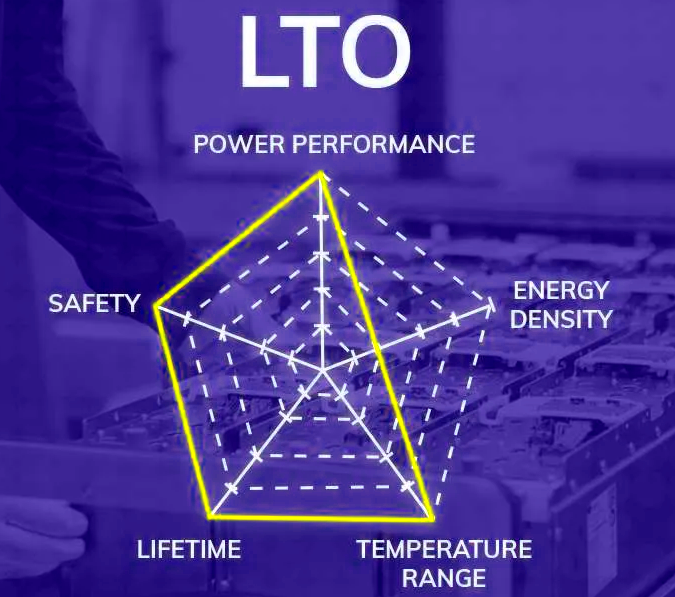 LTO
POWER PERFORMANCE
SAFETY
ENERGY
DENSITY
LIFETIME
TEMPERATURE
RANGE